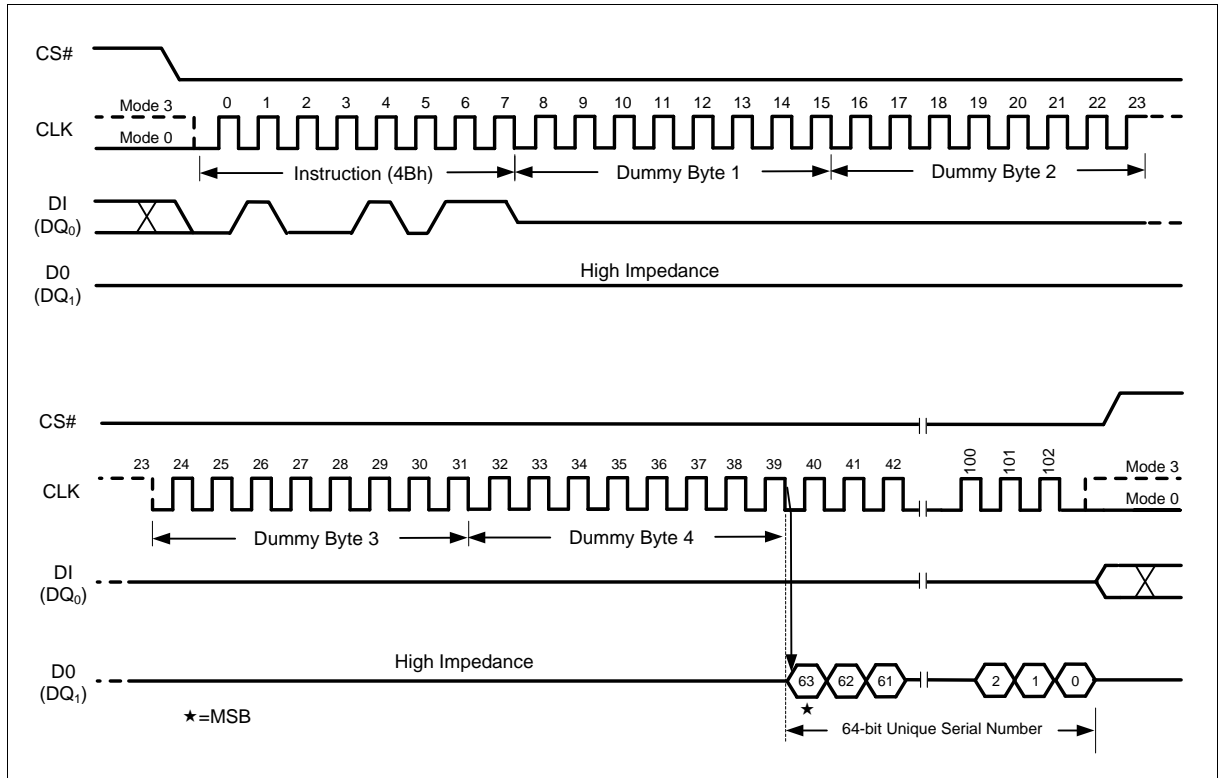 CS#
Mode 3
0 1 2 3 4 5 6 7 8 9 10 11 12 13 14 15 16 17 18 19 20 21 22 23
CLK
Mode 0
Instruction (4Bh)
Dummy Byte 1
Dummy Byte 2
DI
(DQ0)
D0
(DQ1)
High Impedance
CS#
23 24 25 26 27 28 29 30 31 32 33 34 35 36 37 38 39 40 41 42 100 101 102
Mode 3
CLK
Mode 0
Dummy Byte 3
Dummy Byte 4
DI
(DQ0)
D0
(DQ1)
High Impedance
63 62 61 2 1 0
★=MSB
★
64-bit Unique Serial Number